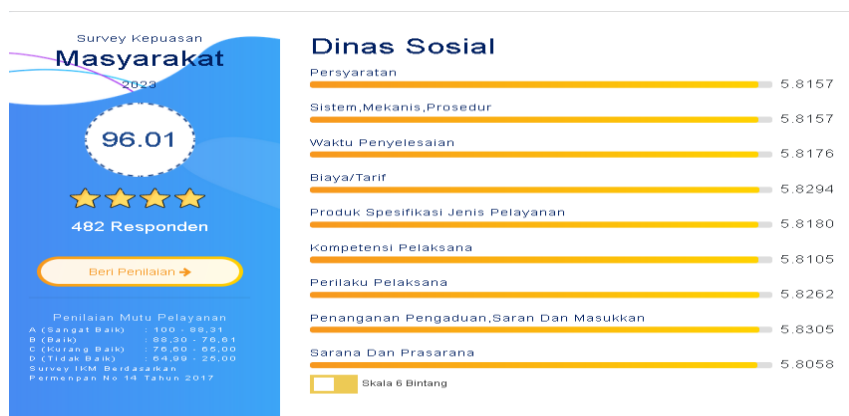 Survey Kepuasan
Masyarakat
2023
96.01
482 Responden
Beri Penilaian
Penilaian Mutu Pelayanan
A (Sangat Baik) : 100 - 88,31
B (Baik) : 88,30 - 76,61
C (Kurang Baik) : 76,60 - 65,00
D (Tidak Baik) : 64,99 - 25,00
Survey IKM Berdasarkan
Permenpan No 14 Tahun 2017
Dinas Sosial
Persyaratan
5.8157
Sistem,Mekanis,Prosedur
5.8157
Waktu Penyelesaian
5.8176
Biaya/Tarif
5.8294
Produk Spesifikasi Jenis Pelayanan
5.8180
Kompetensi Pelaksana
5.8105
Perilaku Pelaksana
5.8262
Penanganan Pengaduan,Saran Dan Masukkan
5.8305
Sarana Dan Prasarana
5.8058
Skala 6 Bintang